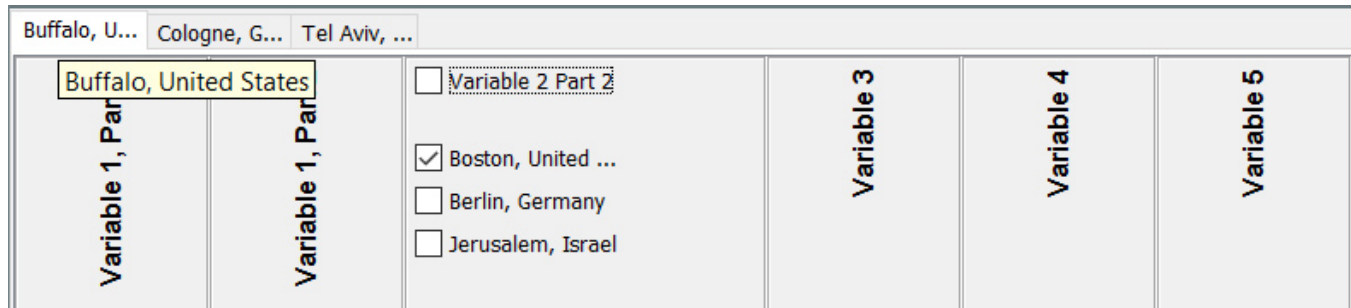 Buffalo, U... Cologne, G... Tel Aviv, ...
Buffalo, United States
Variable 1, Par
Variable 1, Par
Variable 2 Part 2
Boston, United ...
Berlin, Germany
Jerusalem, Israel
Variable 3
Variable 4
Variable 5